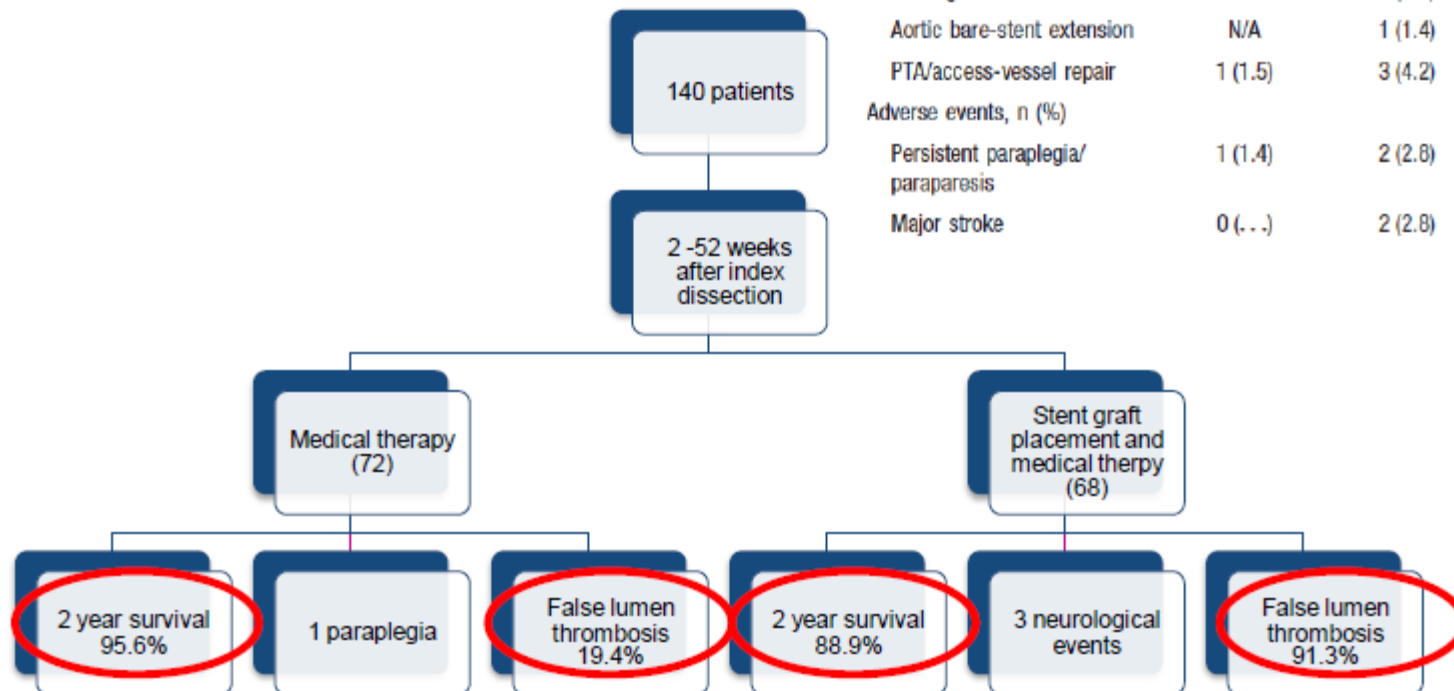 Aortic bare-stent extension N/A 1 (1.4)
PTA/access-vessel repair 1 (1.5) 3 (4.2)
Adverse events, n (%)
Persistent paraplegia/ 1 (1.4) 2 (2.8)
paraparesis
Major stroke 0 (...) 2 (2.8)
140 patients
2 -52 weeks
after index
dissection
Medical therapy
(72)
Stent graft
placement and
medical therpy
(68)
2 year survival
95.6%
1 paraplegia
False lumen
thrombosis
19.4%
2 year survival
88.9%
3 neurological
events
False lumen
thrombosis
91.3%